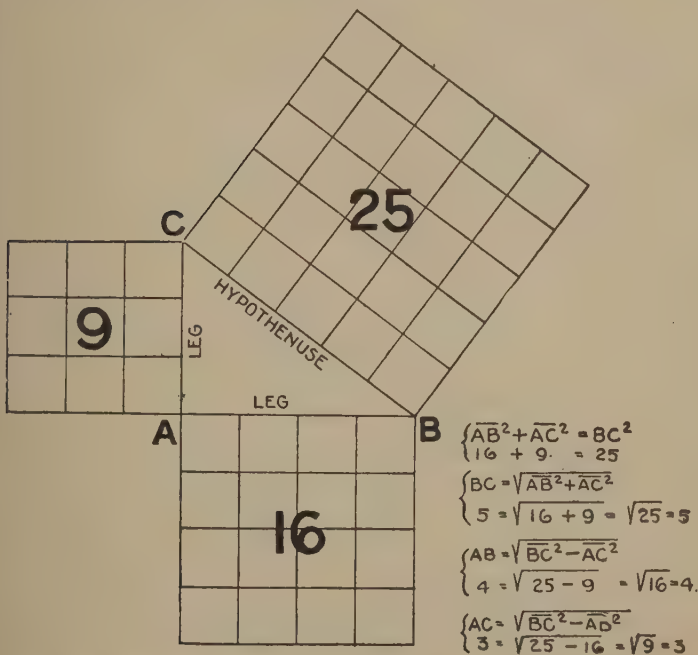 25
C
HYPOTHENUSE
9
LEG
LEG
A
B
AB² + AC² = BC²
16 + 9. = 25
16
BC = √AB² + AC²
5 = √16 + 9 = √25 = 5
AB = √BC² − AC²
4 = √25 − 9 = √16 = 4.
AC = √BC² − AD²
3 = √25 − 16 = √9 = 3